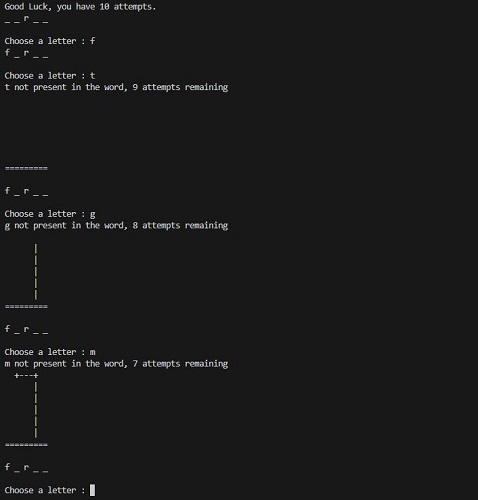 Good Luck, you have 10 attempts.
_ _ r _ _
Choose a letter : f
f _ r _ _
Choose a letter : t
t not present in the word, 9 attempts remaining
=========
f _ r _ _
Choose a letter : g
g not present in the word, 8 attempts remaining
      |
      |
      |
      |
      |
=========
f _ r _ _
Choose a letter : m
m not present in the word, 7 attempts remaining
  +---+
      |
      |
      |
      |
      |
=========
f _ r _ _
Choose a letter :